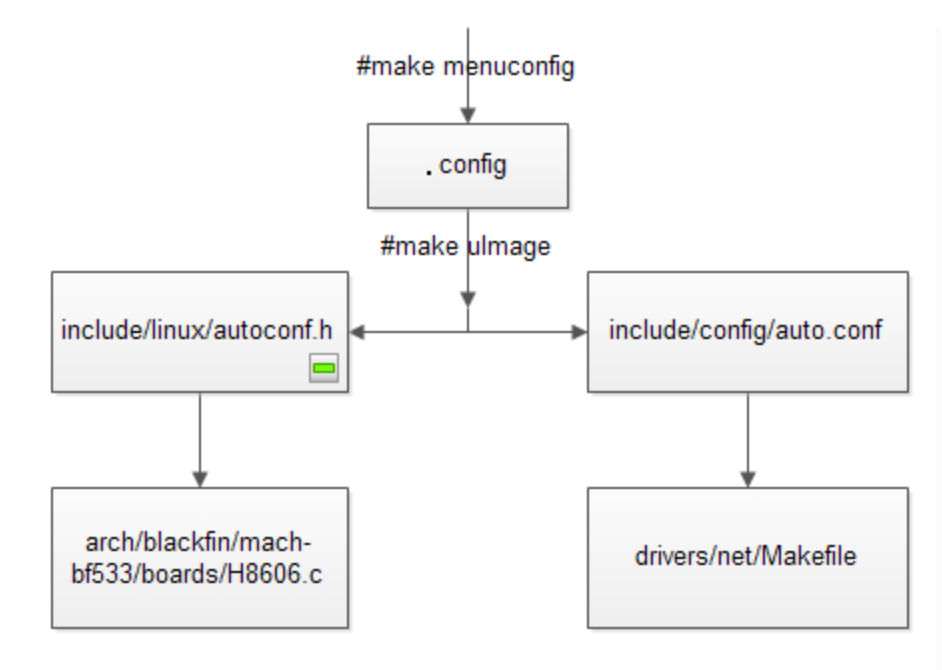 #make menuconfig
.config
#make uImage
include/linux/autoconf.h
include/config/auto.conf
arch/blackfin/mach-
bf533/boards/H8606.c
drivers/net/Makefile